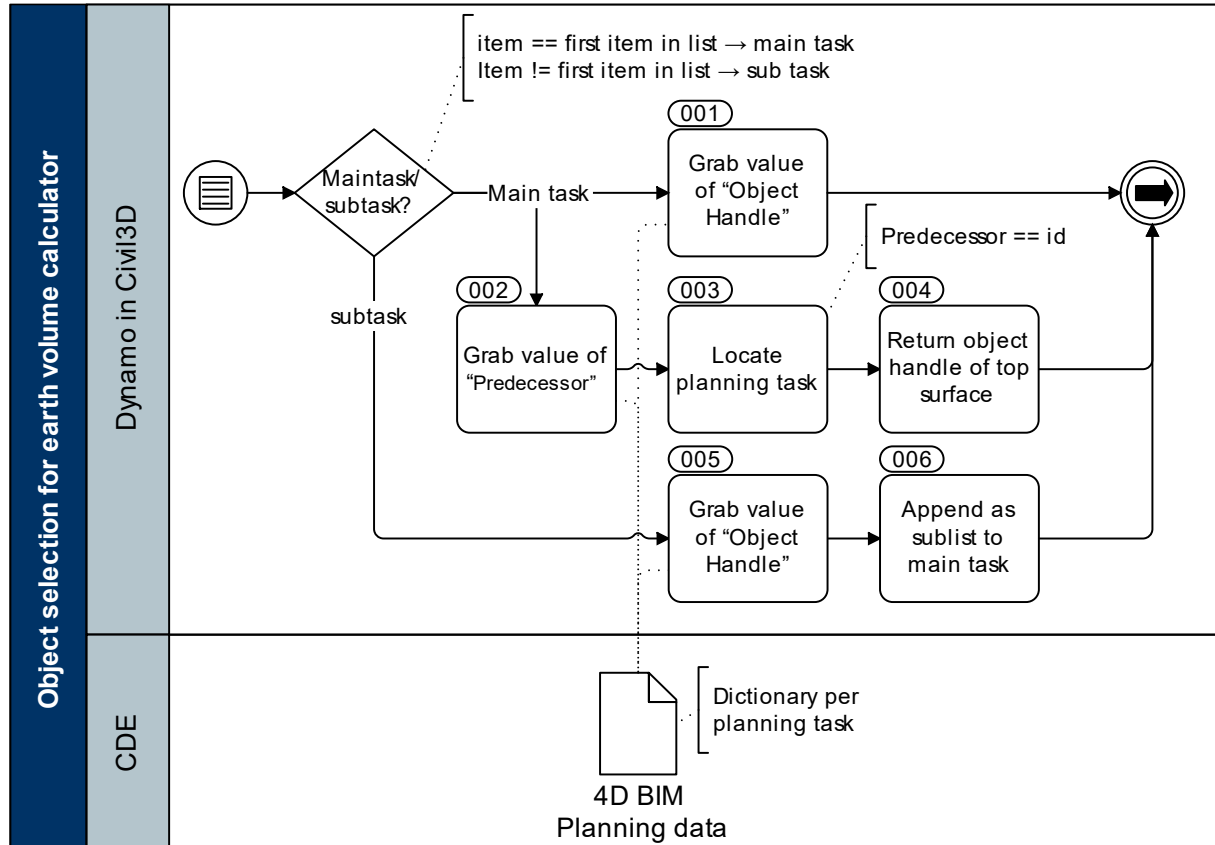 Object selection for earth volume calculator
Dynamo in Civil3D
CDE
item == first item in list → main task
Item != first item in list → sub task
Maintask/
subtask?
Main task
subtask
001
Grab value
of “Object
Handle”
Predecessor == id
002
Grab value of
“Predecessor”
003
Locate
planning task
004
Return object
handle of top
surface
005
Grab value
of “Object
Handle”
006
Append as
sublist to
main task
Dictionary per
planning task
4D BIM
Planning data